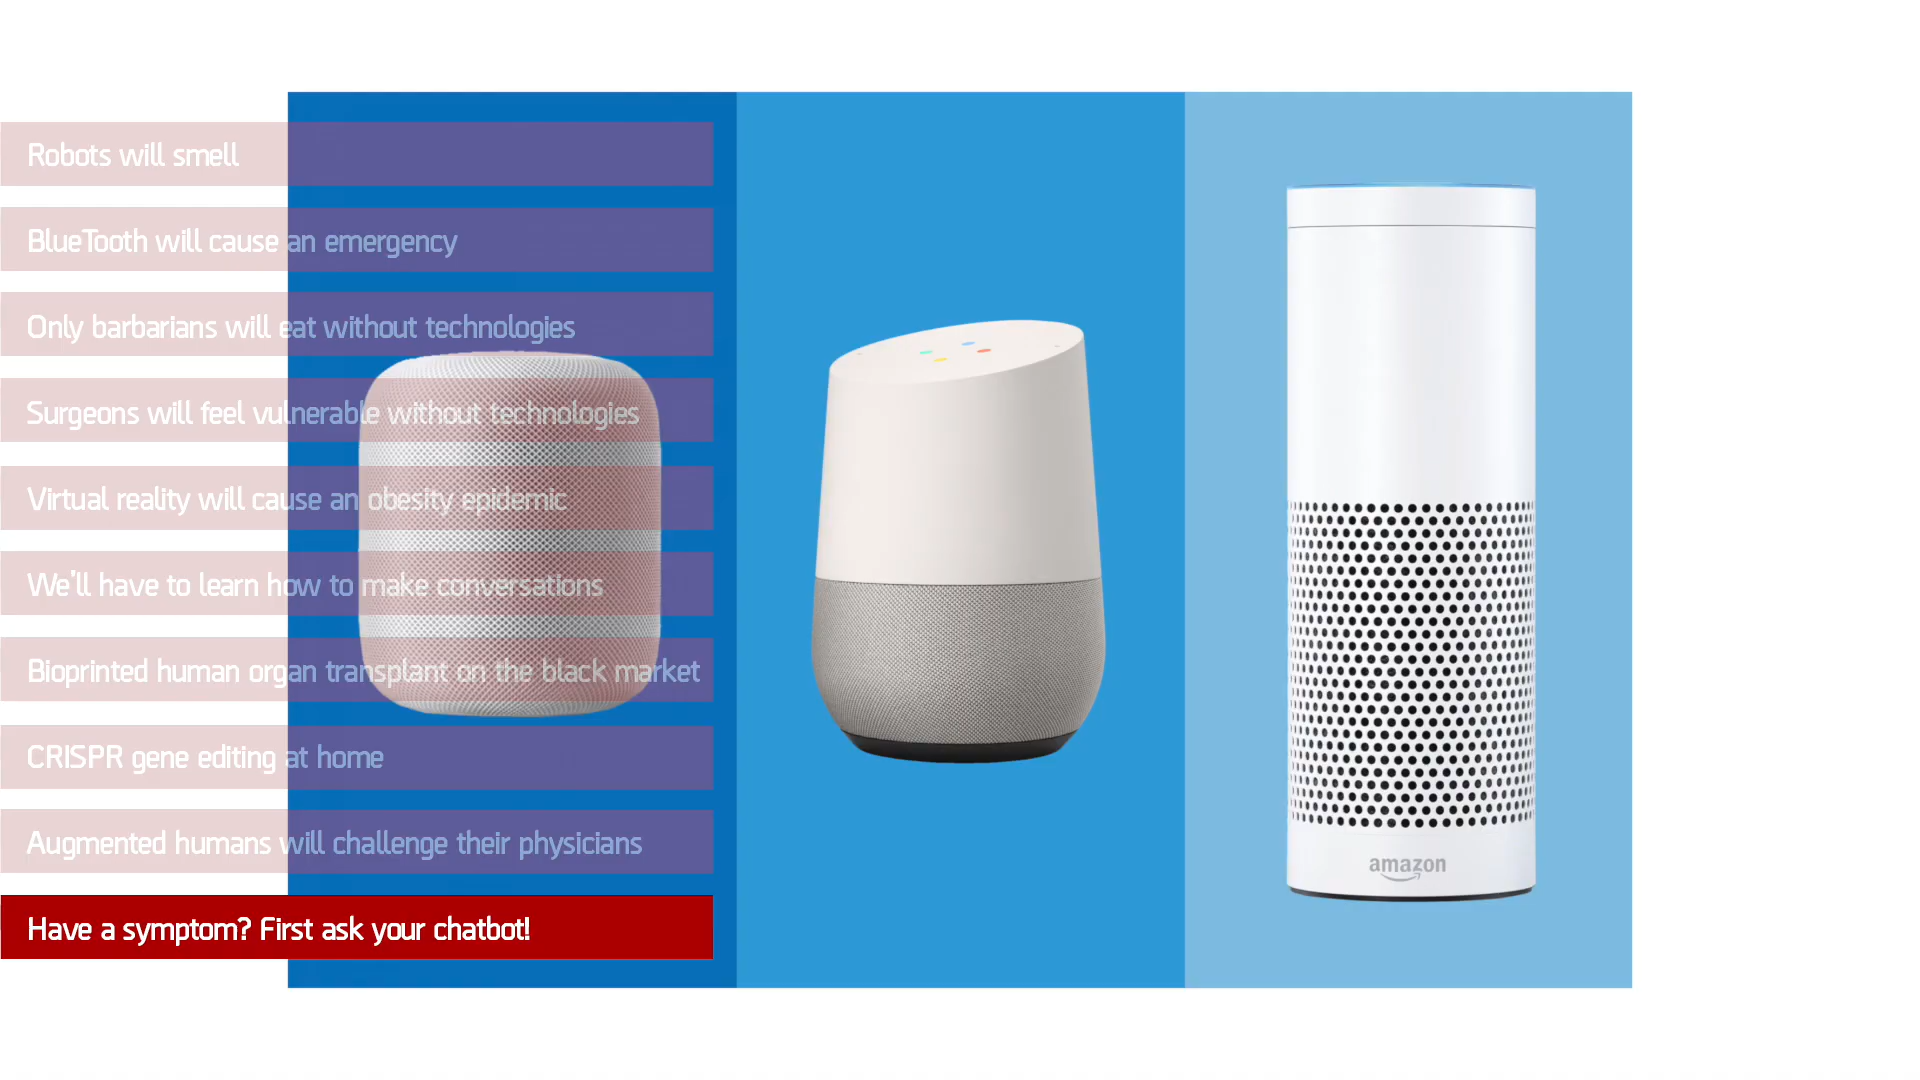 Robots will smell
BlueTooth will cause an emergency
Only barbarians will eat without technologies
Surgeons will feel vulnerable without technologies
Virtual reality will cause an obesity epidemic
We'll have to learn how to make conversations
Bioprinted human organ transplant on the black market
CRISPR gene editing at home
Augmented humans will challenge their physicians
Have a symptom? First ask your chatbot!
amazon